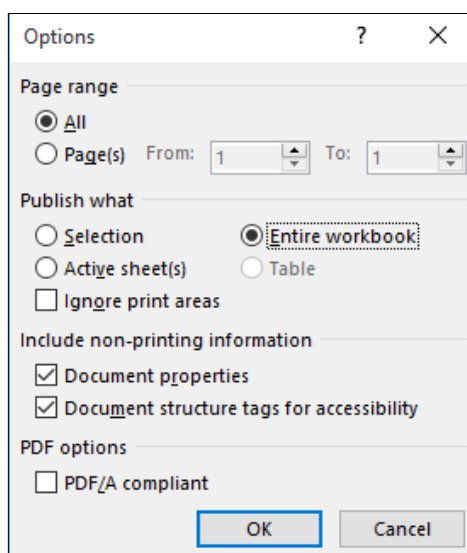 Options ?
Page range
All
Page(s) From: 1 To: 1
Publish what
Selection Entire workbook
Active sheet(s) Table
Ignore print areas
Include non-printing information
Document properties
Document structure tags for accessibility
PDF options
PDF/A compliant
OK Cancel